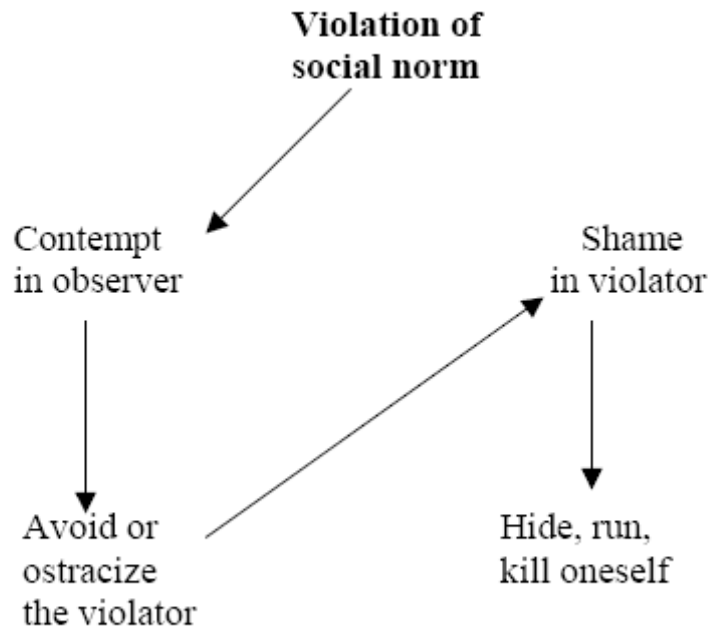 Violation of
social norm
Contempt
in observer
Shame
in violator
Avoid or
ostracize
the violator
Hide, run,
kill oneself